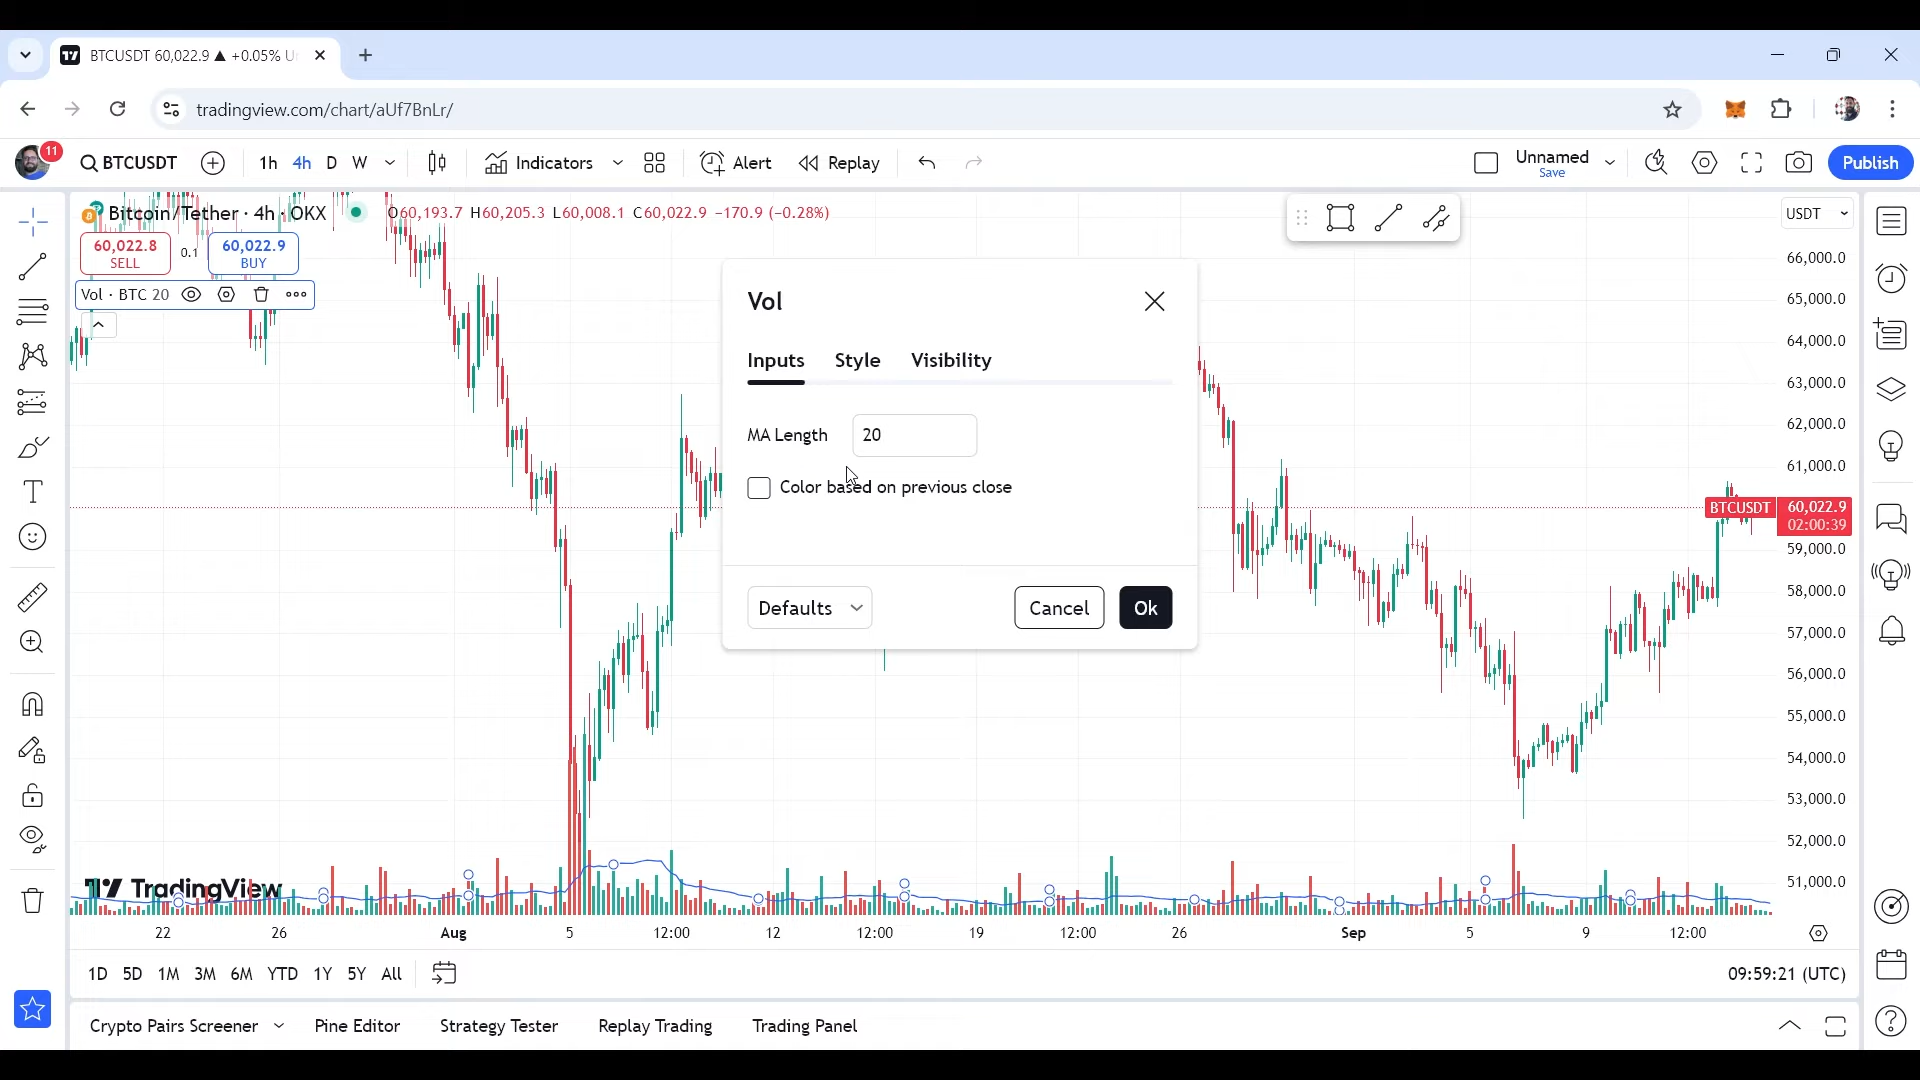 BTCUSDT 60,022.9 ▲ +0.05%
tradingview.com/chart/aUf7BnLr/
11
BTCUSDT
1h 4h D W
Indicators
Alert
Replay
Unnamed
Save
Publish
Bitcoin/Tether · 4h · OKX
O60,193.7 H60,205.3 L60,008.1 C60,022.9 −170.9 (−0.28%)
USDT
60,022.8
SELL
0.1
60,022.9
BUY
Vol · BTC 20
Vol
Inputs Style Visibility
MA Length 20
Color based on previous close
Defaults
Cancel
Ok
66,000.0
65,000.0
64,000.0
63,000.0
62,000.0
61,000.0
BTCUSDT 60,022.9
02:00:39
59,000.0
58,000.0
57,000.0
56,000.0
55,000.0
54,000.0
53,000.0
52,000.0
51,000.0
TradingView
22 26 Aug 5 12:00 12 12:00 19 12:00 26 Sep 5 9 12:00
1D 5D 1M 3M 6M YTD 1Y 5Y All
09:59:21 (UTC)
Crypto Pairs Screener
Pine Editor
Strategy Tester
Replay Trading
Trading Panel